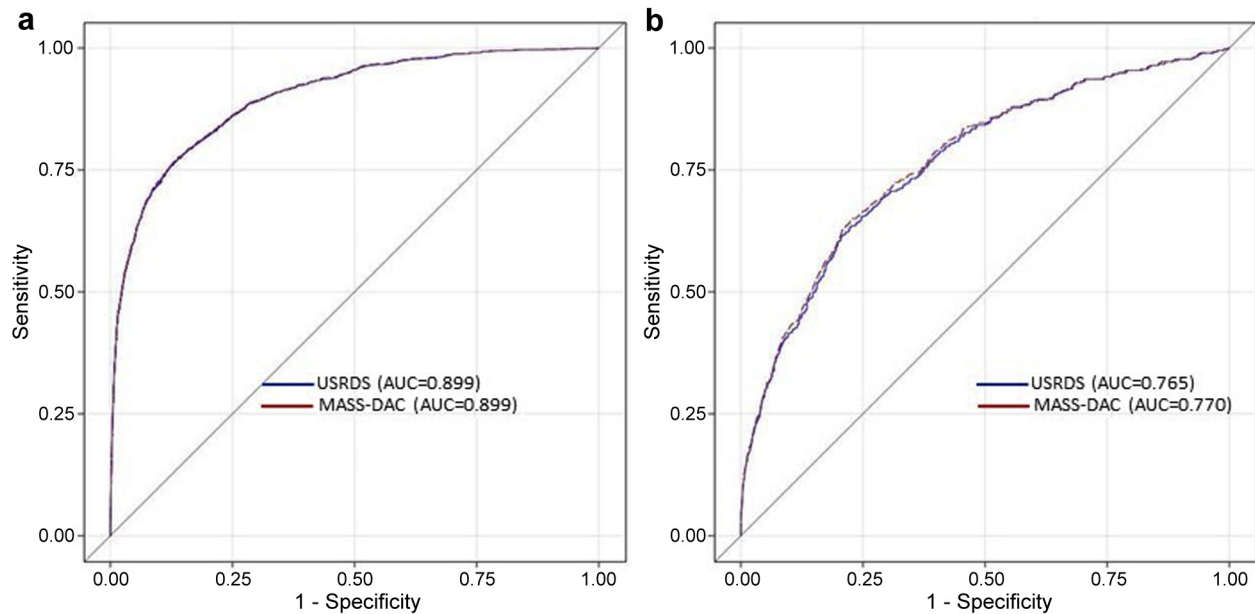 a
1.00
0.75
0.50
0.25
0.00
Sensitivity
USRDS (AUC=0.899)
MASS-DAC (AUC=0.899)
0.00 0.25 0.50 0.75 1.00
1 - Specificity
b
1.00
0.75
0.50
0.25
0.00
Sensitivity
USRDS (AUC=0.765)
MASS-DAC (AUC=0.770)
0.00 0.25 0.50 0.75 1.00
1 - Specificity